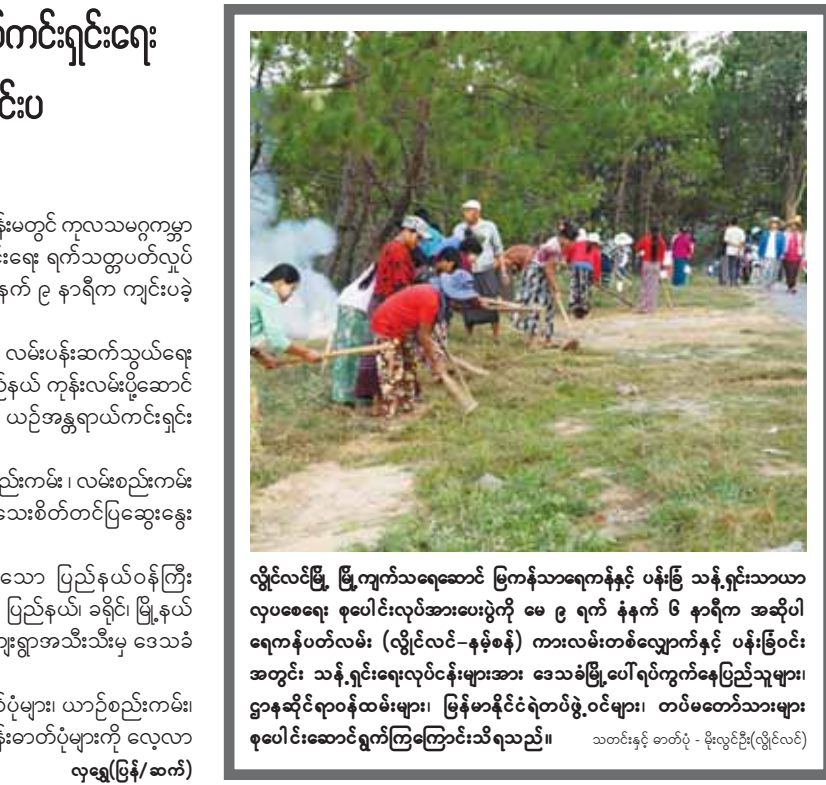 ကင်းရှင်းရေး
င်းပ
န်းမတွင် ကုလသမဂ္ဂကမ္ဘာ
းရေး ရက်သတ္တပတ်လှုပ်
နက် ၉ နာရီက ကျင်းပခဲ့
လမ်းပန်းဆက်သွယ်ရေး
ည်နယ် ကုန်းလမ်းပို့ဆောင်
ယဉ်အန္တရာယ်ကင်းရှင်း
ည်းကမ်း၊ လမ်းစည်းကမ်း
သေးစိတ်တင်ပြဆွေးနွေး
သော ပြည်နယ်ဝန်ကြီး
ပြည်နယ်၊ ခရိုင်၊ မြို့နယ်
ကျးရွာအသီးသီးမှ ဒေသခံ
တ်ပုံများ၊ ယာဉ်စည်းကမ်း၊
န်းဓာတ်ပုံများကို လေ့လာ
လှရွှေ(ပြန်/ဆက်)
လွိုင်လင်မြို့ မြို့ကျက်သရေဆောင် မြကန်သာရေကန်နှင့် ပန်းခြံ သန့်ရှင်းသာယာ
လှပစေရေး စုပေါင်းလုပ်အားပေးပွဲကို မေ ၉ ရက် နံနက် ၆ နာရီက အဆိုပါ
ရေကန်ပတ်လမ်း (လွိုင်လင်–နမ့်စန်) ကားလမ်းတစ်လျှောက်နှင့် ပန်းခြံဝင်း
အတွင်း သန့်ရှင်းရေးလုပ်ငန်းများအား ဒေသခံမြို့ပေါ်ရပ်ကွက်နေပြည်သူများ၊
ဌာနဆိုင်ရာဝန်ထမ်းများ၊ မြန်မာနိုင်ငံရဲတပ်ဖွဲ့ဝင်များ၊ တပ်မတော်သားများ
စုပေါင်းဆောင်ရွက်ကြကြောင်းသိရသည်။ သတင်းနှင့် ဓာတ်ပုံ - မိုးလွင်ဦး(လွိုင်လင်)